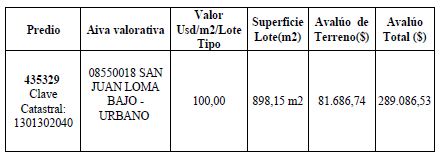 Predio
Aiva valorativa
Valor
Usd/m2/Lote
Tipo
Superficie
Lote(m2)
Avalúo de
Terreno($)
Avalúo
Total ($)
435329
Clave
Catastral:
1301302040
08550018 SAN
JUAN LOMA
BAJO -
URBANO
100,00
898,15 m2
81.686,74
289.086,53